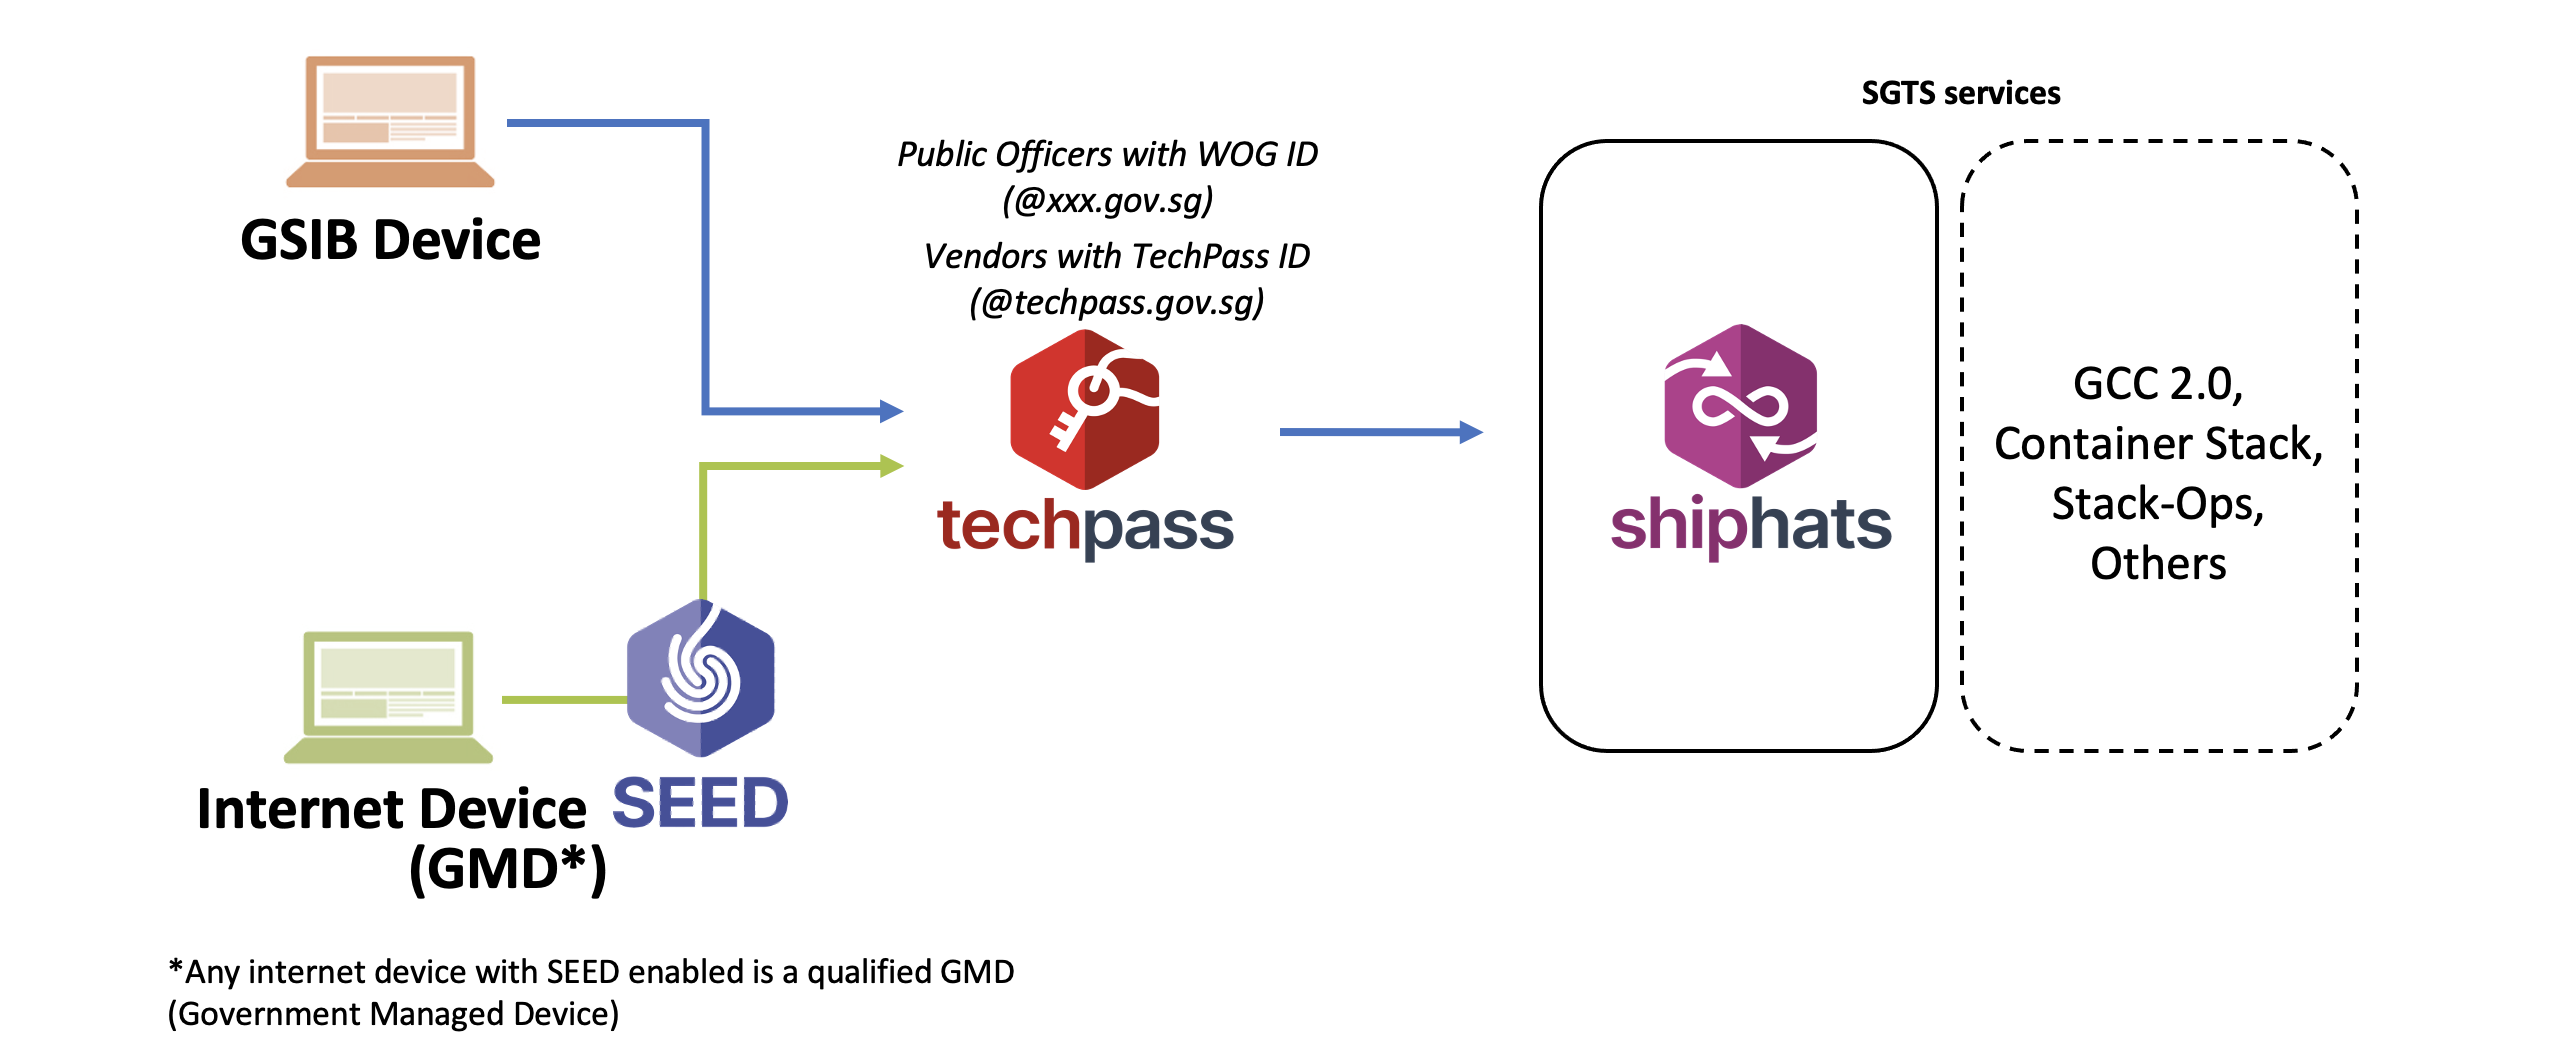 GSIB Device
Public Officers with WOG ID
(@xxx.gov.sg)
Vendors with TechPass ID
(@techpass.gov.sg)
techpass
SGTS services
shiphats
GCC 2.0,
Container Stack,
Stack-Ops,
Others
Internet Device
(GMD*)
SEED
*Any internet device with SEED enabled is a qualified GMD
(Government Managed Device)